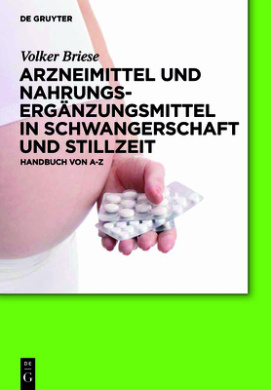 DE GRUYTER
Volker Briese
ARZNEIMITTEL UND
NAHRUNGS-
ERGÄNZUNGSMITTEL
IN SCHWANGERSCHAFT
UND STILLZEIT
HANDBUCH VON A–Z
DE
G